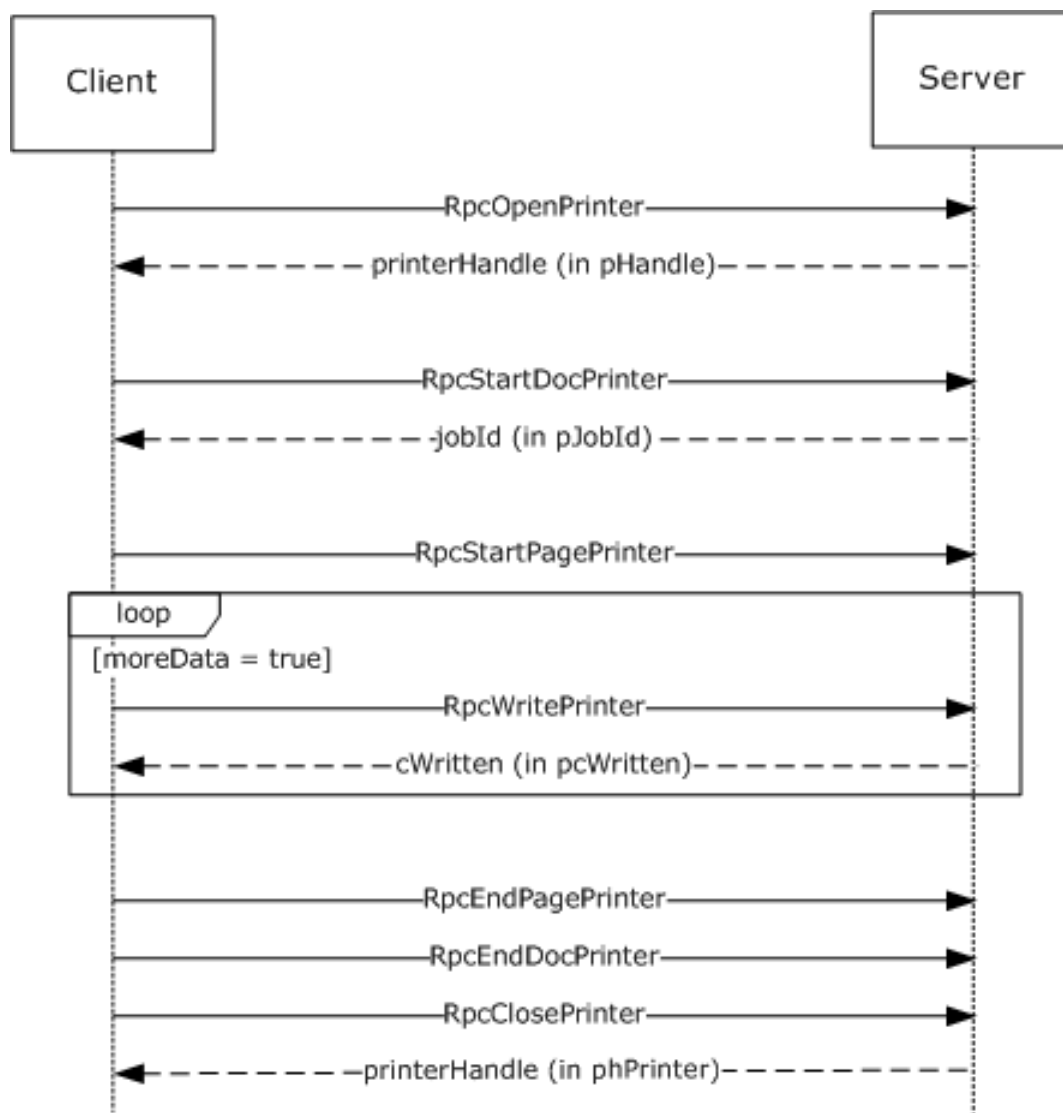 Client
Server
RpcOpenPrinter
printerHandle (in pHandle)
RpcStartDocPrinter
jobId (in pJobId)
RpcStartPagePrinter
loop
[moreData = true]
RpcWritePrinter
cWritten (in pcWritten)
RpcEndPagePrinter
RpcEndDocPrinter
RpcClosePrinter
printerHandle (in phPrinter)